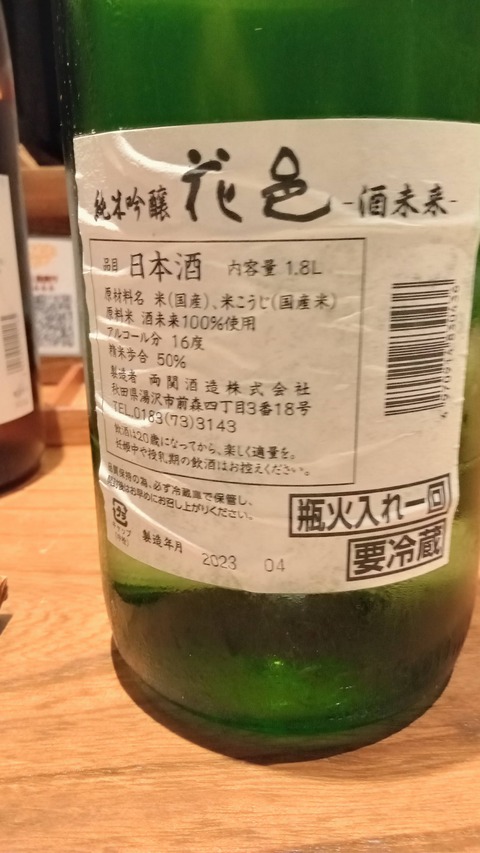 純米吟醸 花邑 -酒未来-
品目 日本酒 内容量 1.8L
原材料名 米(国産)、米こうじ(国産米)
原料米 酒未来100%使用
アルコール分 16度
精米歩合 50%
製造者 両関酒造株式会社
秋田県湯沢市前森四丁目3番18号
TEL.0183(73)3143
飲酒は20歳になってから、楽しく適量を。
妊娠中や授乳期の飲酒はお控えください。
品質保持の為、必ず冷蔵庫で保管し、
開封後はお早めにお召し上がりください。
瓶火入れ一回
要冷蔵
キャップ
製造年月 2023 04